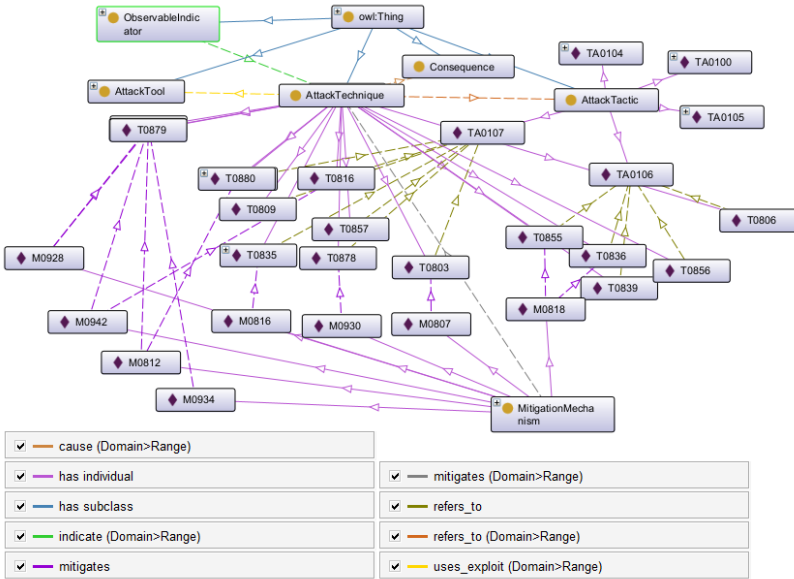 ObservableIndic
ator
owl:Thing
TA0104
TA0100
Consequence
AttackTool
AttackTechnique
AttackTactic
TA0105
T0879
TA0107
T0880
T0816
TA0106
T0809
T0806
T0857
T0855
T0835
T0878
T0836
M0928
T0803
T0856
T0839
M0818
M0942
M0816
M0930
M0807
M0812
M0934
MitigationMecha
nism
cause (Domain>Range)
has individual
mitigates (Domain>Range)
has subclass
refers_to
indicate (Domain>Range)
refers_to (Domain>Range)
mitigates
uses_exploit (Domain>Range)